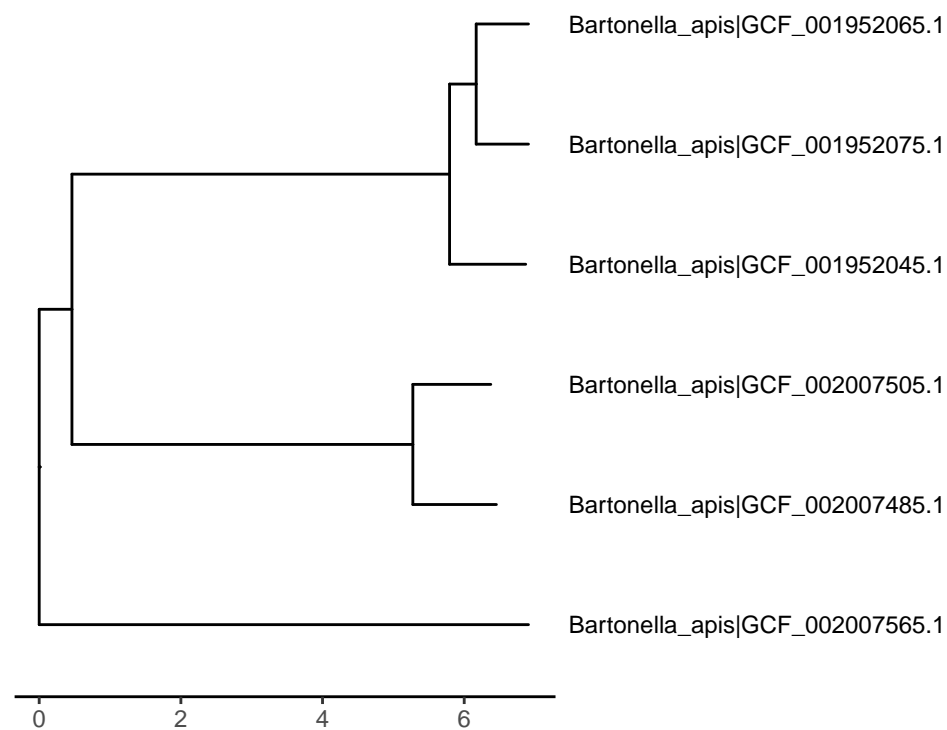 Bartonella_apis|GCF_001952065.1
Bartonella_apis|GCF_001952075.1
Bartonella_apis|GCF_001952045.1
Bartonella_apis|GCF_002007505.1
Bartonella_apis|GCF_002007485.1
Bartonella_apis|GCF_002007565.1
0 2 4 6